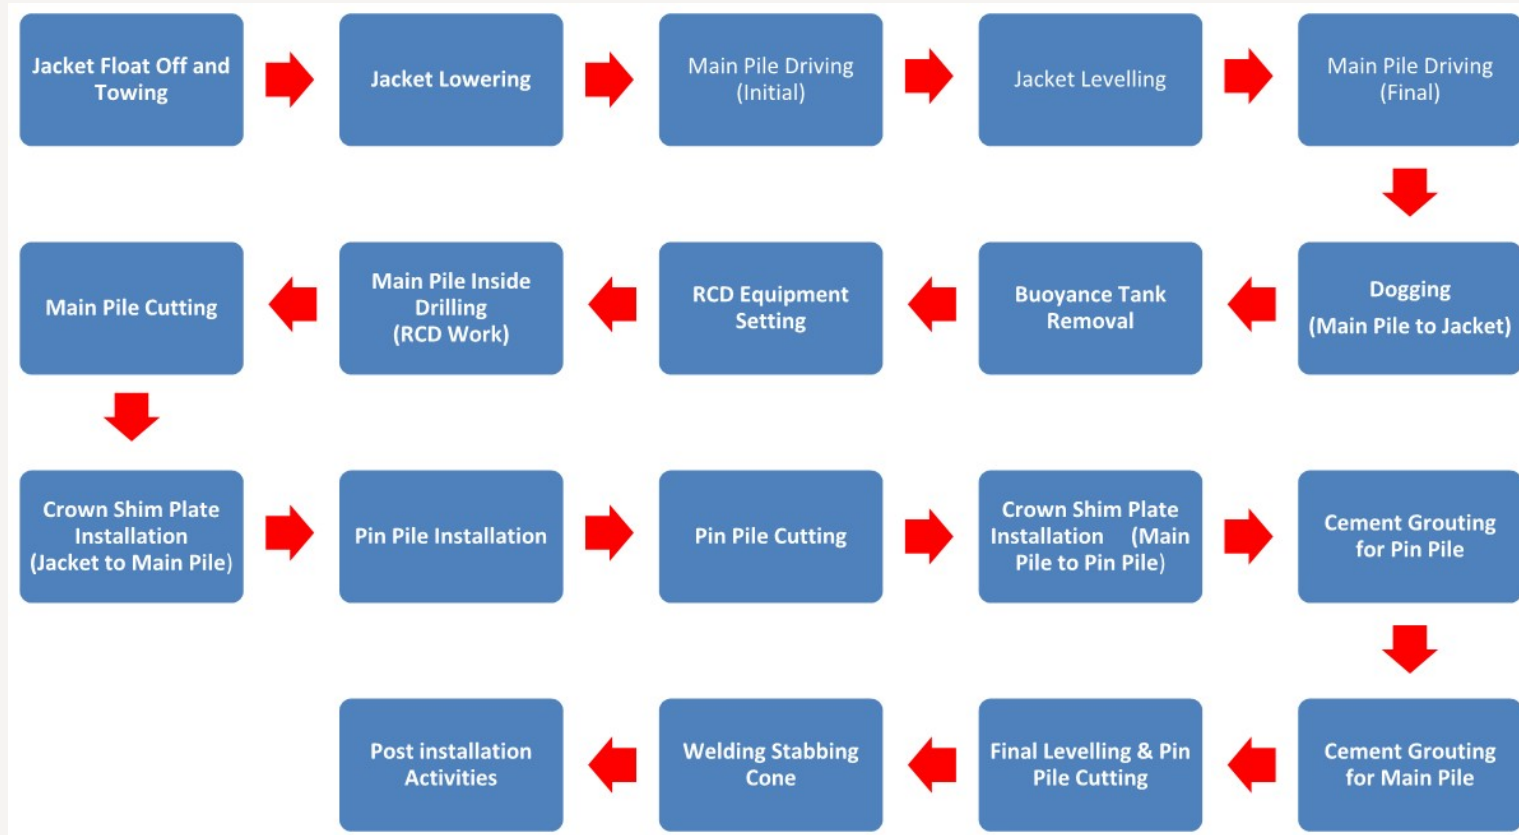 Jacket Float Off and
Towing
Jacket Lowering
Main Pile Driving
(Initial)
Jacket Levelling
Main Pile Driving
(Final)
Dogging
(Main Pile to Jacket)
Buoyance Tank
Removal
RCD Equipment
Setting
Main Pile Inside
Drilling
(RCD Work)
Main Pile Cutting
Crown Shim Plate
Installation
(Jacket to Main Pile)
Pin Pile Installation
Pin Pile Cutting
Crown Shim Plate
Installation (Main
Pile to Pin Pile)
Cement Grouting
for Pin Pile
Cement Grouting
for Main Pile
Final Levelling & Pin
Pile Cutting
Welding Stabbing
Cone
Post installation
Activities